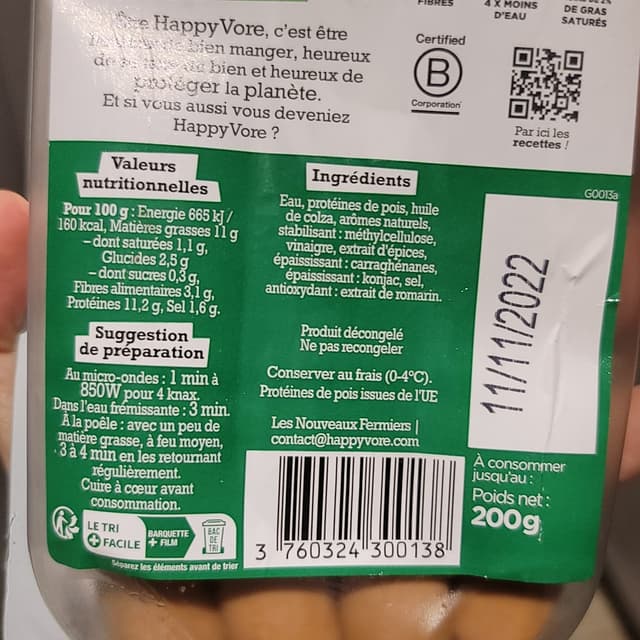 FIBRES
4 X MOINS
D'EAU
DE GRAS
SATURÉS
Être HappyVore, c'est être
bien manger, heureux
bien et heureux de
protéger la planète.
Et si vous aussi vous deveniez
HappyVore ?
Certified
B
Corporation
Par ici les
recettes !
G0013a
Valeurs
nutritionnelles
Pour 100 g : Energie 665 kJ /
160 kcal, Matières grasses 11 g
– dont saturées 1,1 g,
Glucides 2,5 g
– dont sucres 0,3 g,
Fibres alimentaires 3,1 g,
Protéines 11,2 g, Sel 1,6 g.
Suggestion
de préparation
Au micro-ondes : 1 min à
850W pour 4 knax.
Dans l'eau frémissante : 3 min.
À la poêle : avec un peu de
matière grasse, à feu moyen,
3 à 4 min en les retournant
régulièrement.
Cuire à cœur avant
consommation.
LE TRI
+ FACILE
BARQUETTE
+ FILM
BAC
DE
TRI
Séparez les éléments avant de trier
Ingrédients
Eau, protéines de pois, huile
de colza, arômes naturels,
stabilisant : méthylcellulose,
vinaigre, extrait d'épices,
épaississant : carraghénanes,
épaississant : konjac, sel,
antioxydant : extrait de romarin.
Produit décongelé
Ne pas recongeler
Conserver au frais (0-4°C).
Protéines de pois issues de l'UE
Les Nouveaux Fermiers |
contact@happyvore.com
3 760324 300138
11/11/2022
À consommer
jusqu'au :
Poids net :
200g